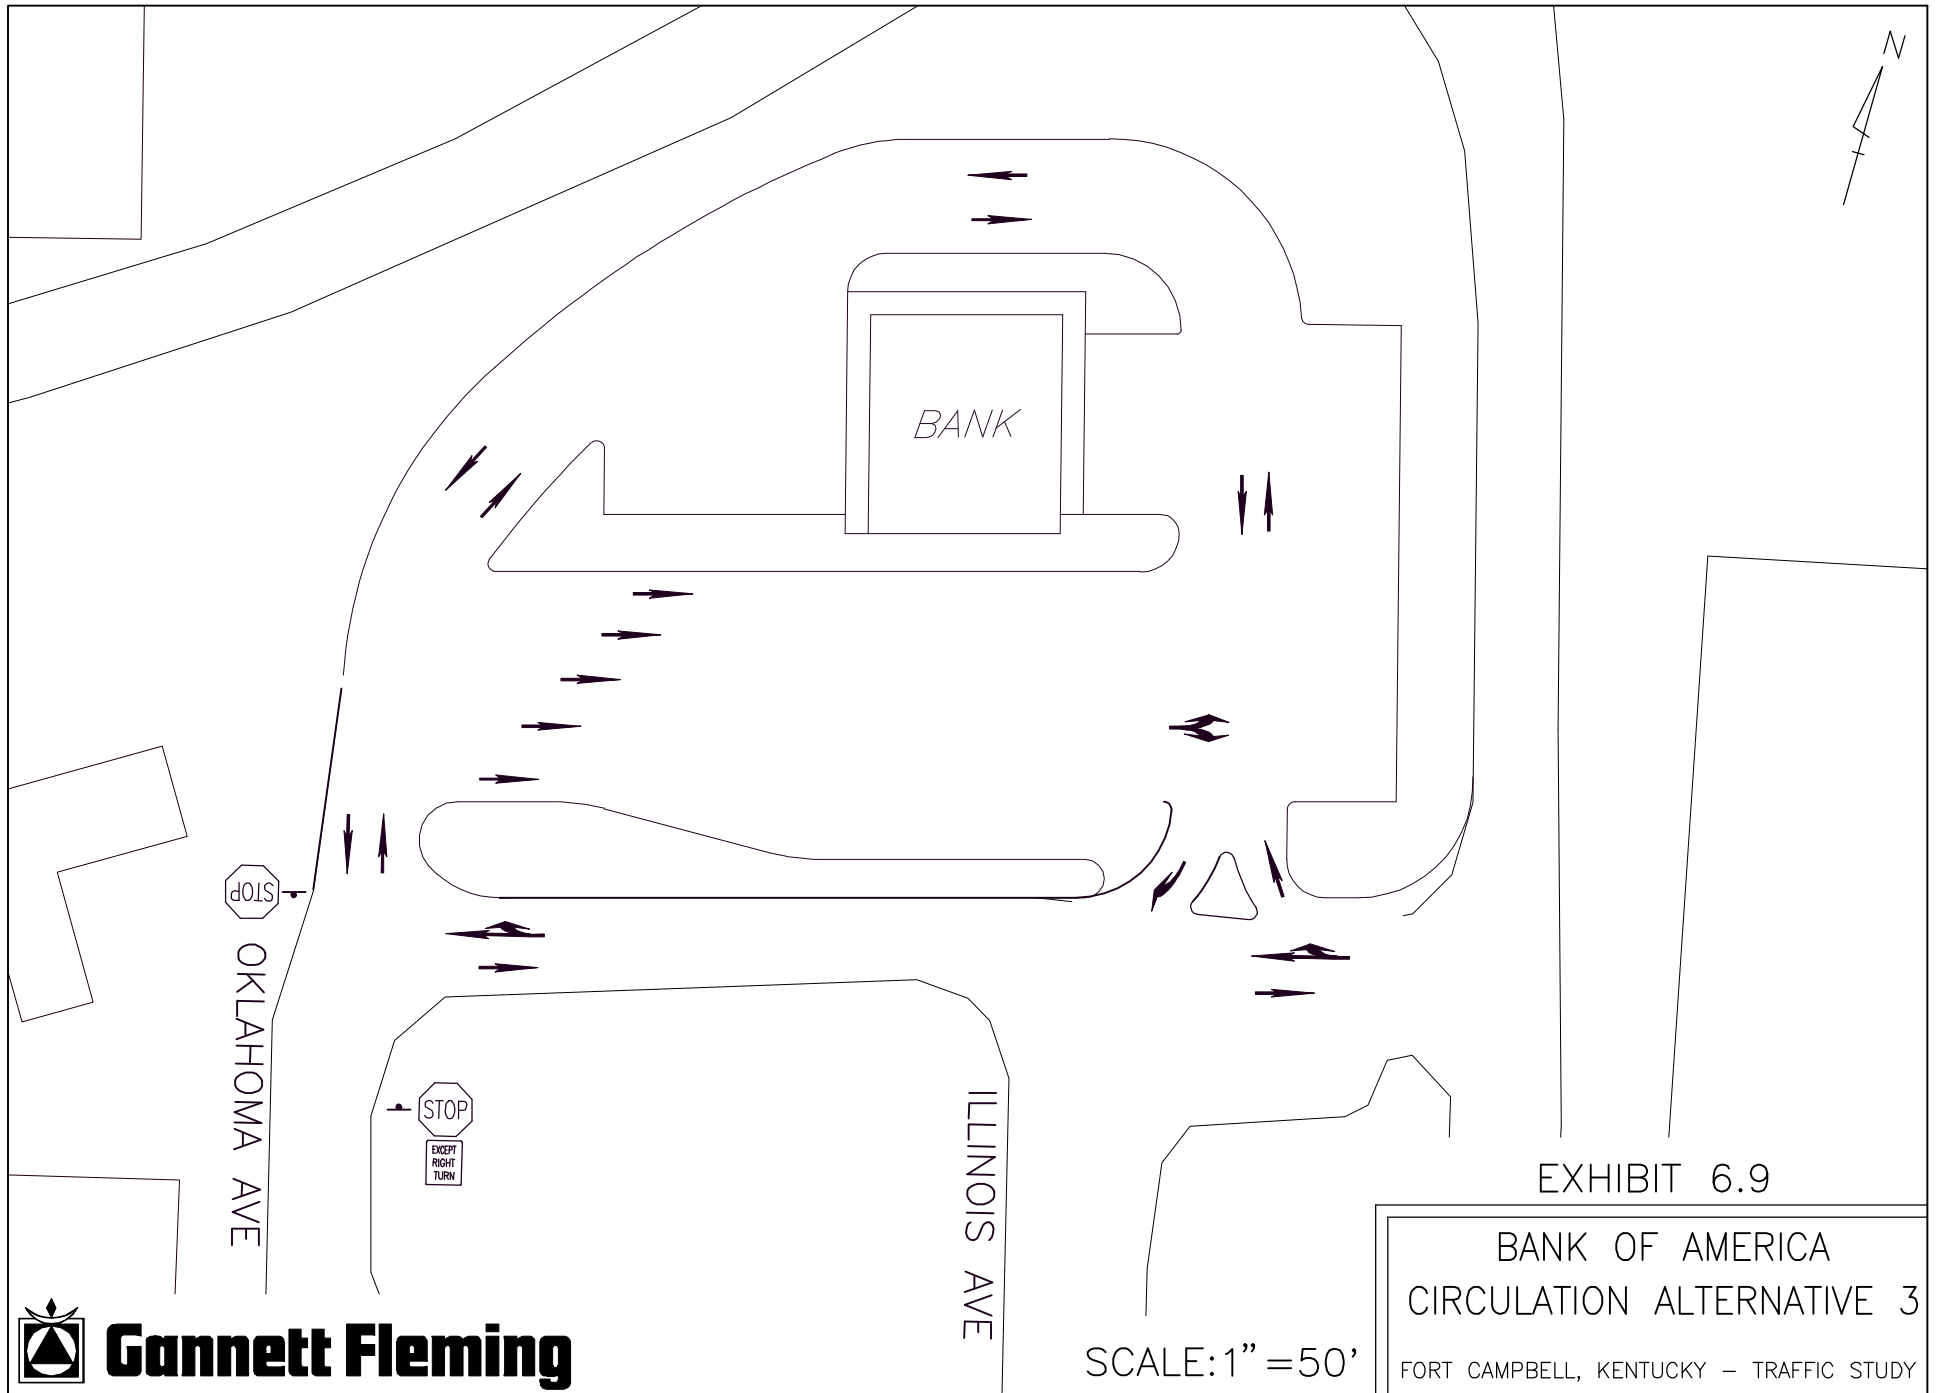 N
BANK
STOP
OKLAHOMA AVE
STOP
EXCEPT
RIGHT
TURN
ILLINOIS AVE
EXHIBIT 6.9
BANK OF AMERICA
CIRCULATION ALTERNATIVE 3
FORT CAMPBELL, KENTUCKY – TRAFFIC STUDY
SCALE:1"=50'
Gannett Fleming